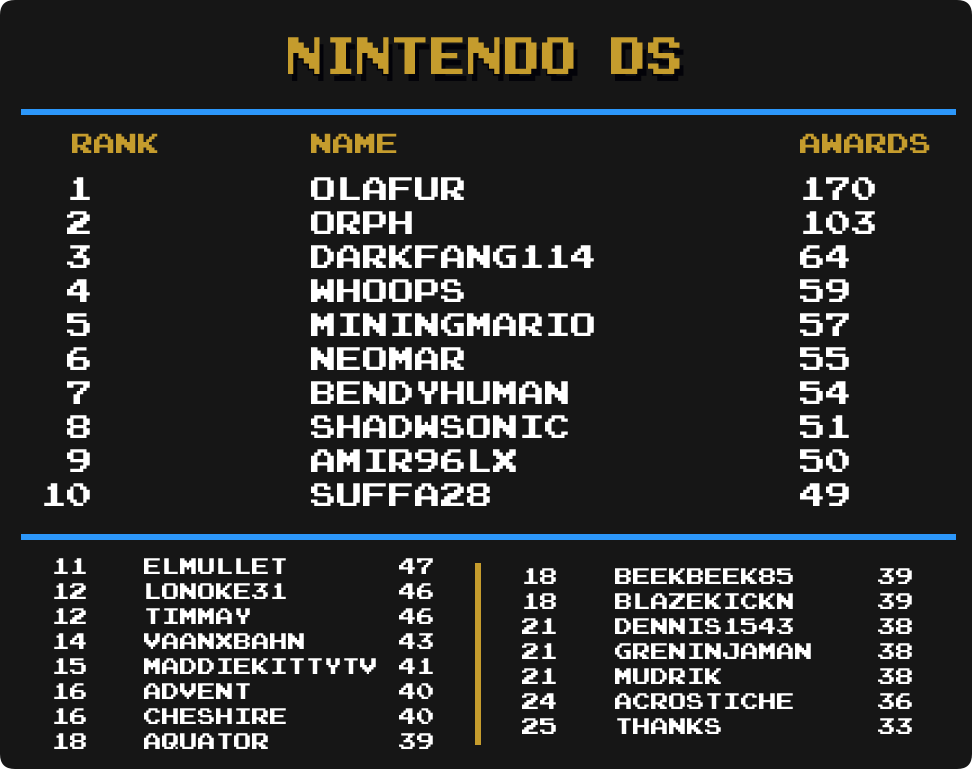 NINTENDO DS
RANK NAME AWARDS
1 OLAFUR 170
2 ORPH 103
3 DARKFANG114 64
4 WHOOPS 59
5 MININGMARIO 57
6 NEOMAR 55
7 BENDYHUMAN 54
8 SHADWSONIC 51
9 AMIR96LX 50
10 SUFFA28 49
11 ELMULLET 47
12 LONOKE31 46
12 TIMMAY 46
14 VAANXBAHN 43
15 MADDIEKITTYTV 41
16 ADVENT 40
16 CHESHIRE 40
18 AQUATOR 39
18 BEEKBEEK85 39
18 BLAZEKICKN 39
21 DENNIS1543 38
21 GRENINJAMAN 38
21 MUDRIK 38
24 ACROSTICHE 36
25 THANKS 33